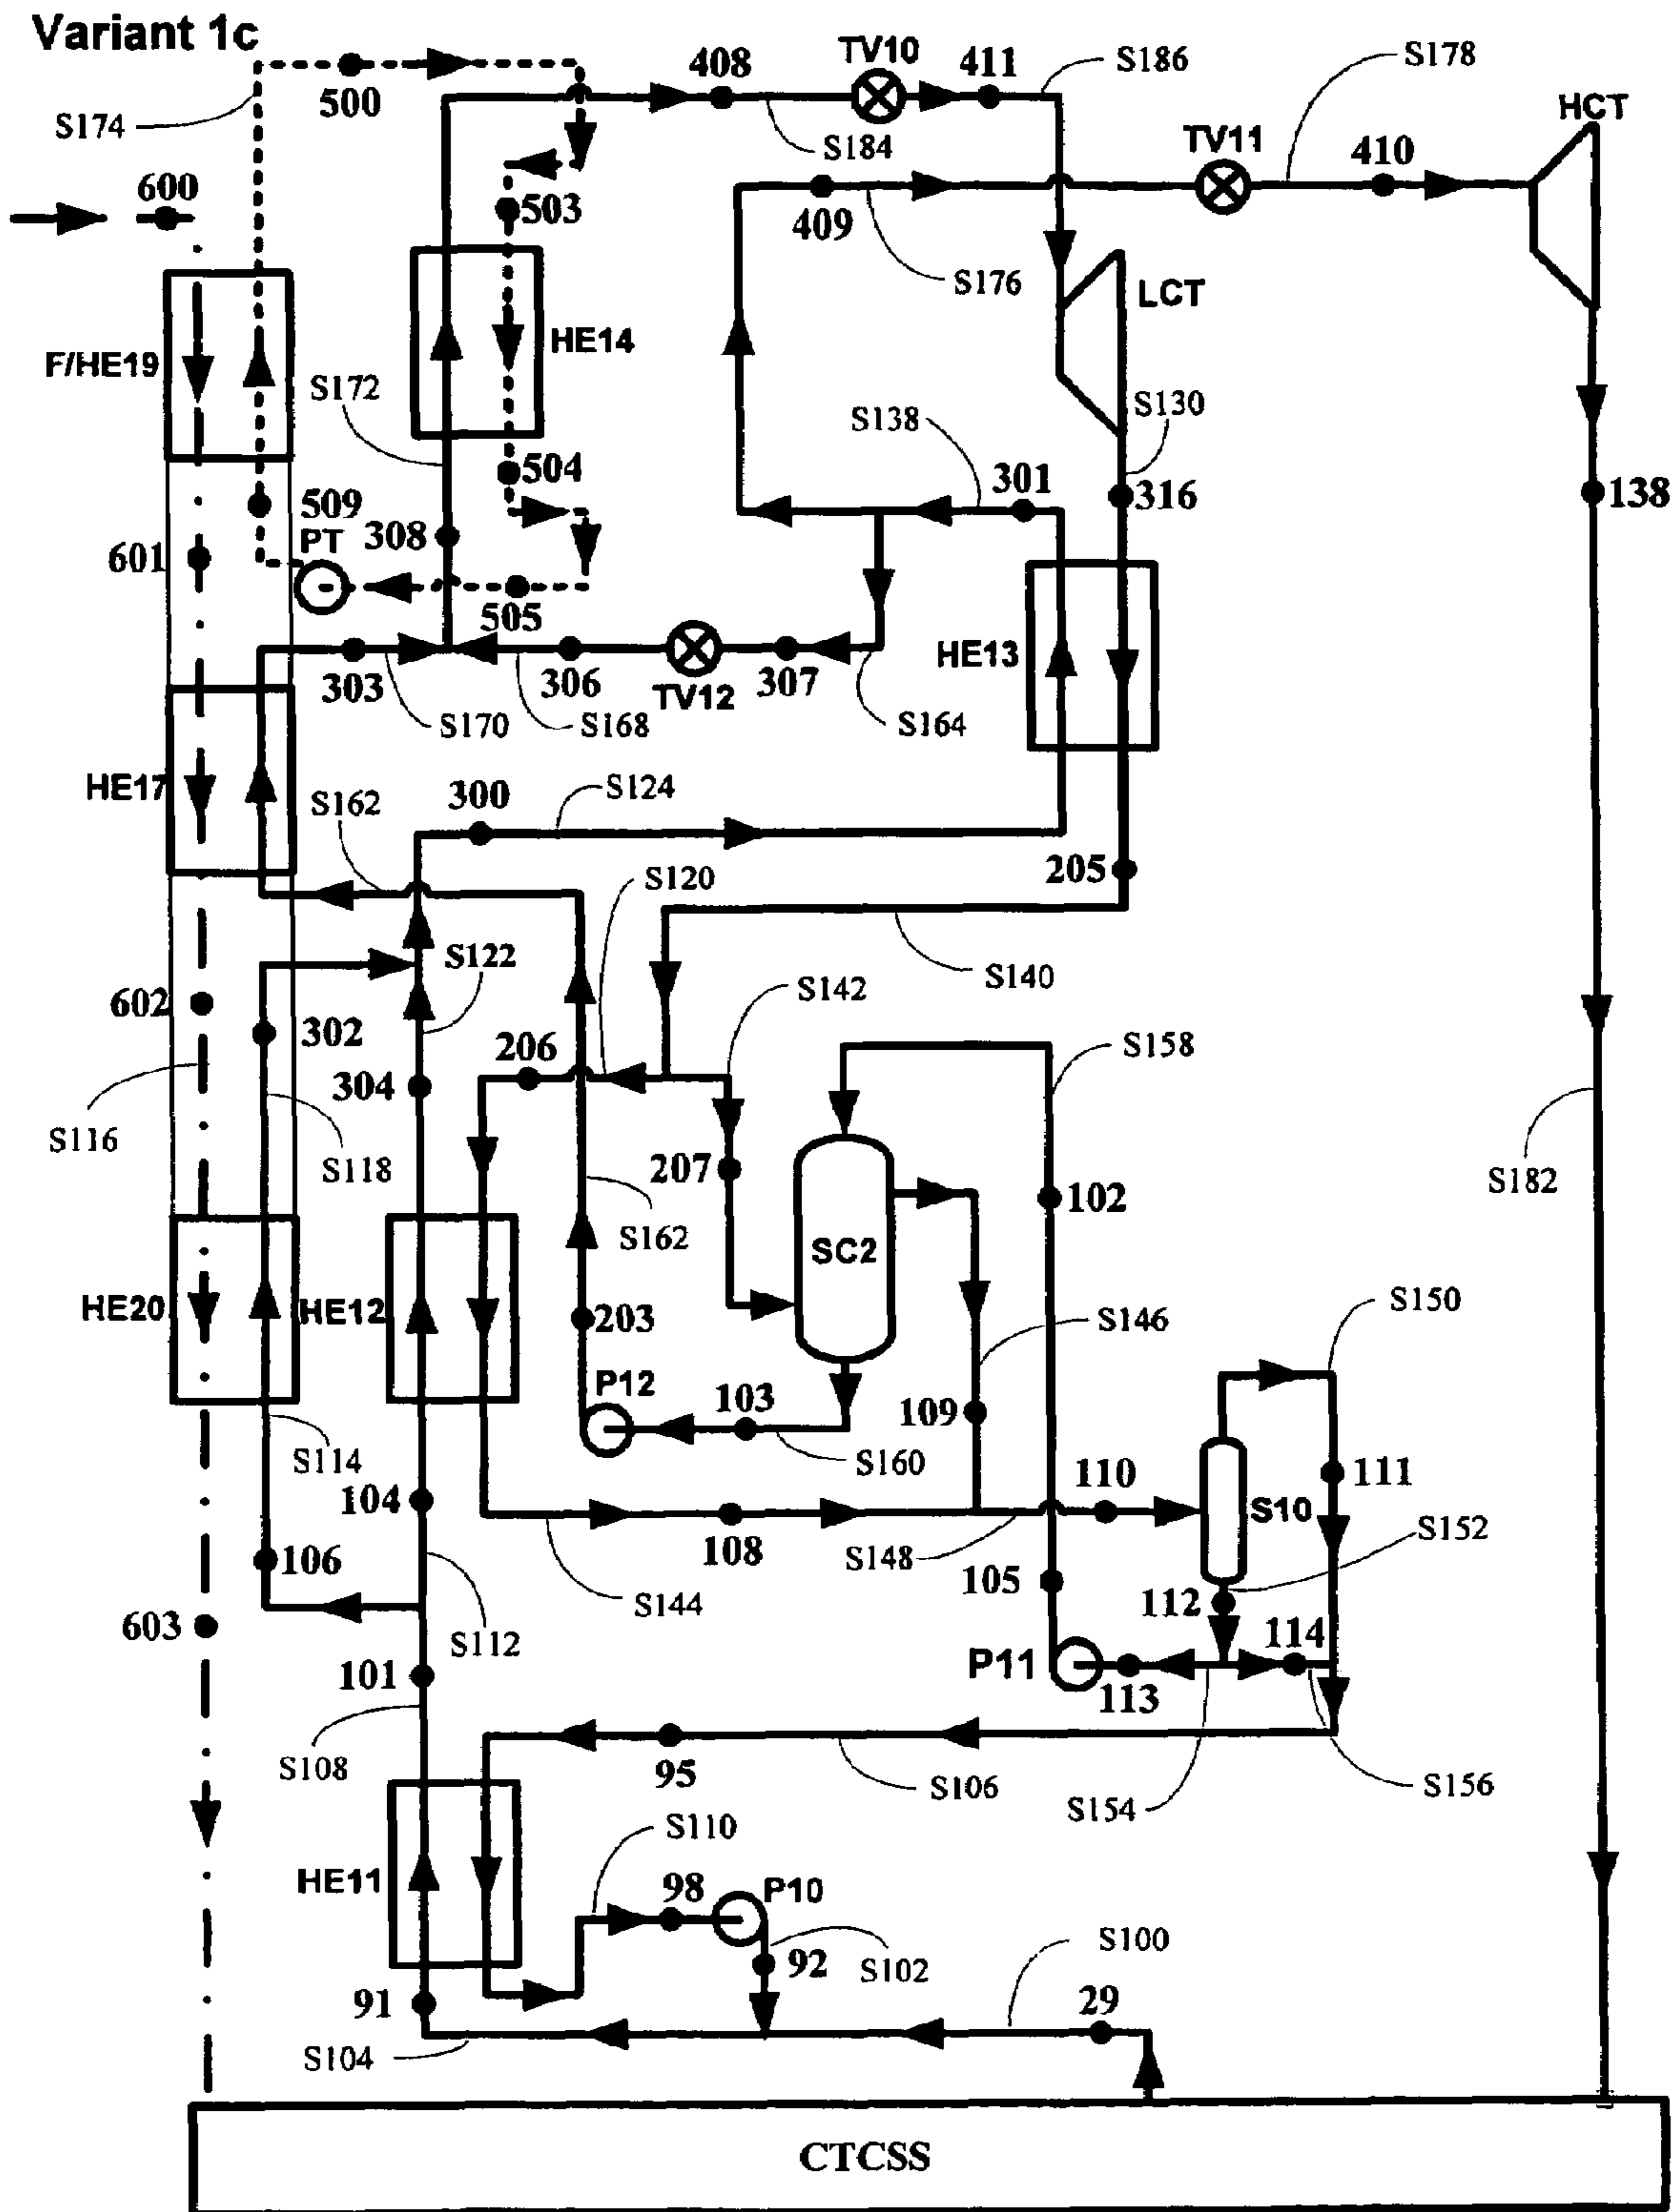 Variant 1c
TV10
408
411
S186
S178
500
S174
S184
HCT
TV11
410
600
503
409
S176
LCT
HE14
F/HE19
S172
S130
S138
504
301
316
138
509
PT
308
601
505
HE13
303
306
TV12
307
S170
S168
S164
HE17
S162
300
S124
S120
205
S122
S142
S140
602
302
206
S158
304
S116
S118
207
102
S182
S162
SC2
HE20
HE12
203
S146
S150
P12
103
109
S114
S160
110
111
104
S10
S152
106
108
S148
105
S144
112
603
S112
114
101
P11
113
S108
95
S106
S154
S156
S110
HE11
98
P10
S100
92
S102
91
29
S104
CTCSS